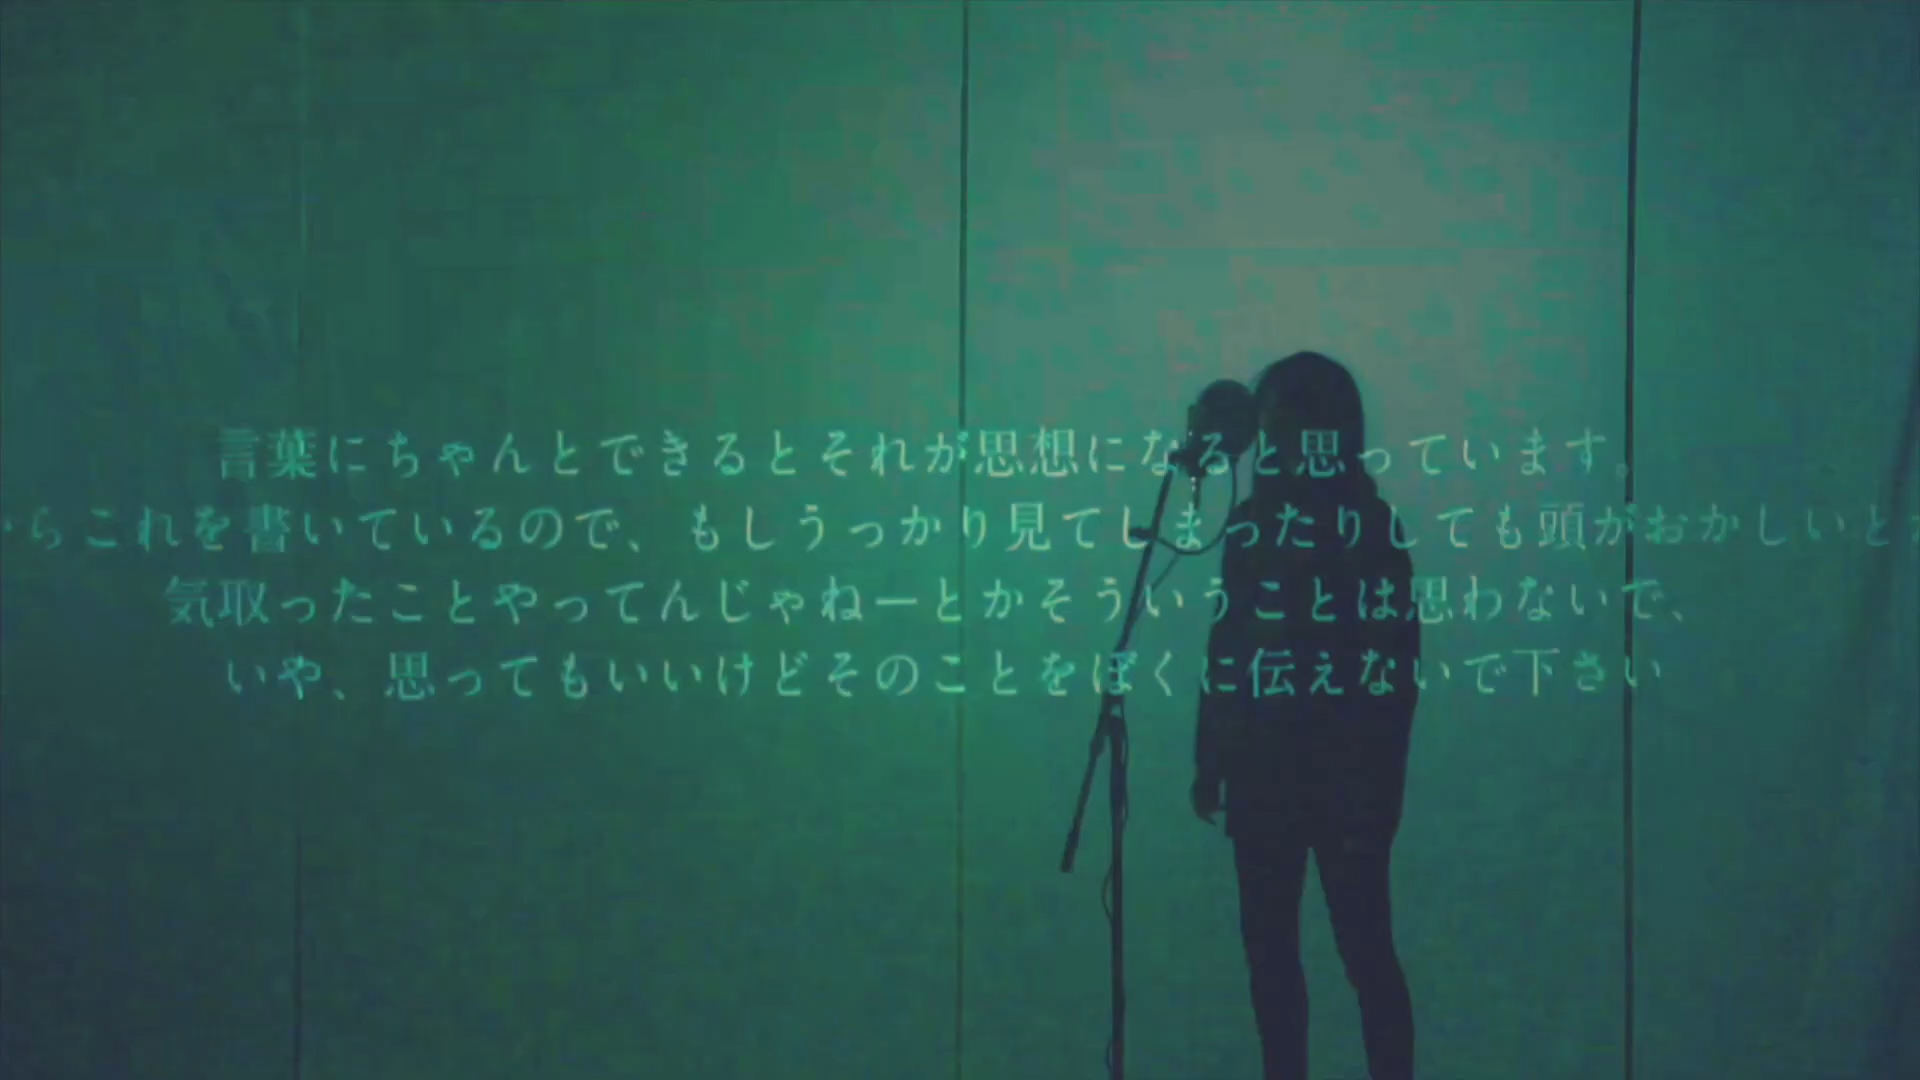 言葉にちゃんとできるとそれが思想になると思っています。
らこれを書いているので、もしうっかり見てしまったりしても頭がおかしいと
気取ったことやってんじゃねーとかそういうことは思わないで、
いや、思ってもいいけどそのことをぼくに伝えないで下さい